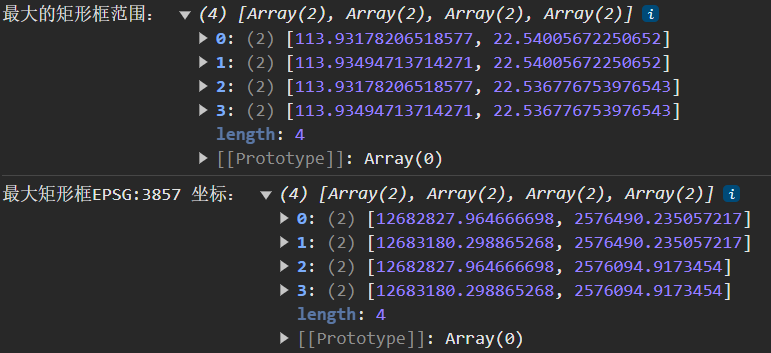 最大的矩形框范围： ▼ (4) [Array(2), Array(2), Array(2), Array(2)] i
▶ 0: (2) [113.93178206518577, 22.54005672250652]
▶ 1: (2) [113.93494713714271, 22.54005672250652]
▶ 2: (2) [113.93178206518577, 22.536776753976543]
▶ 3: (2) [113.93494713714271, 22.536776753976543]
length: 4
▶ [[Prototype]]: Array(0)
最大矩形框EPSG:3857 坐标： ▼ (4) [Array(2), Array(2), Array(2), Array(2)] i
▶ 0: (2) [12682827.964666698, 2576490.235057217]
▶ 1: (2) [12683180.298865268, 2576490.235057217]
▶ 2: (2) [12682827.964666698, 2576094.9173454]
▶ 3: (2) [12683180.298865268, 2576094.9173454]
length: 4
▶ [[Prototype]]: Array(0)